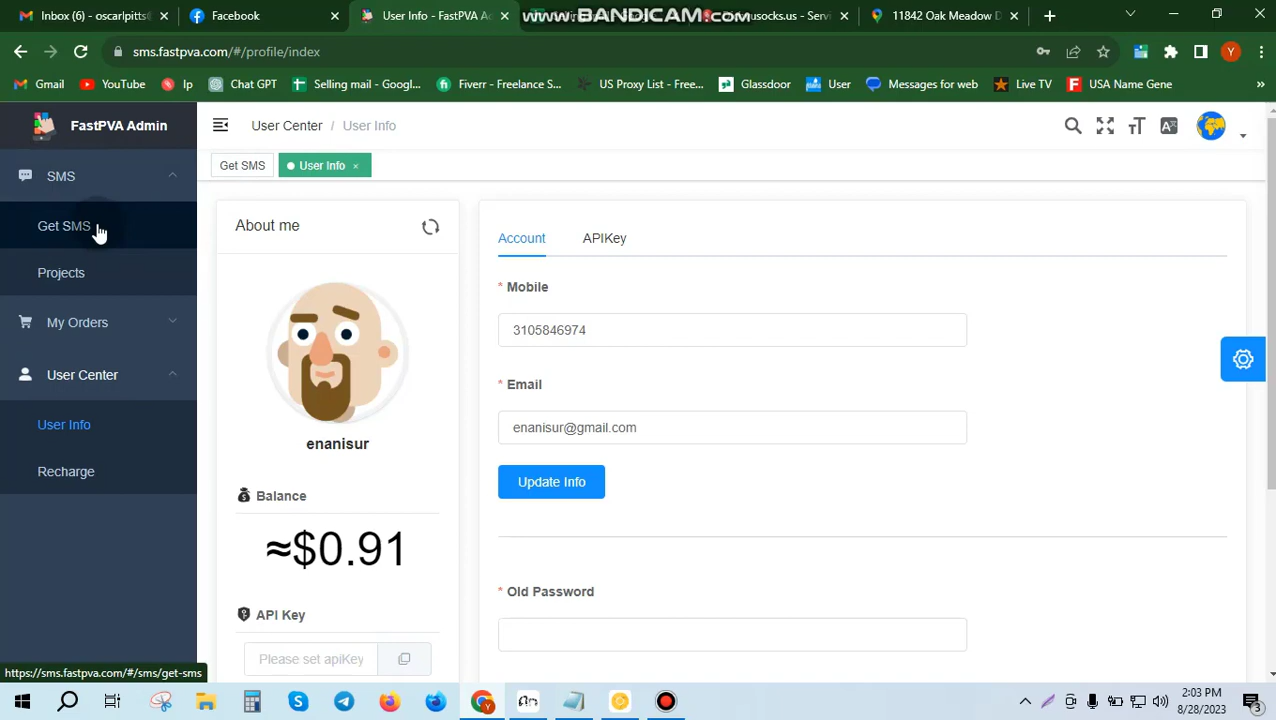 M Inbox (3) - oscarpitts@
Facebook
User Info - FastPVA A
www.BANDICAM.com
usocks.us - Servi
11842 Oak Meadow D
sms.fastpva.com/#/profile/index
Y
Gmail
YouTube
Ip
Chat GPT
Selling mail - Googl...
Fiverr - Freelance S...
US Proxy List - Free...
Glassdoor
User
Messages for web
Live TV
USA Name Gene
»
FastPVA Admin
User Center / User Info
SMS
Get SMS
User Info ×
Get SMS
About me
Account
APIKey
Projects
* Mobile
My Orders
3105846974
User Center
* Email
User Info
enanisur@gmail.com
enanisur
Recharge
Update Info
Balance
≈$0.91
* Old Password
API Key
Please set apiKey
https://sms.fastpva.com/#/sms/get-sms
2:03 PM
8/28/2023
3